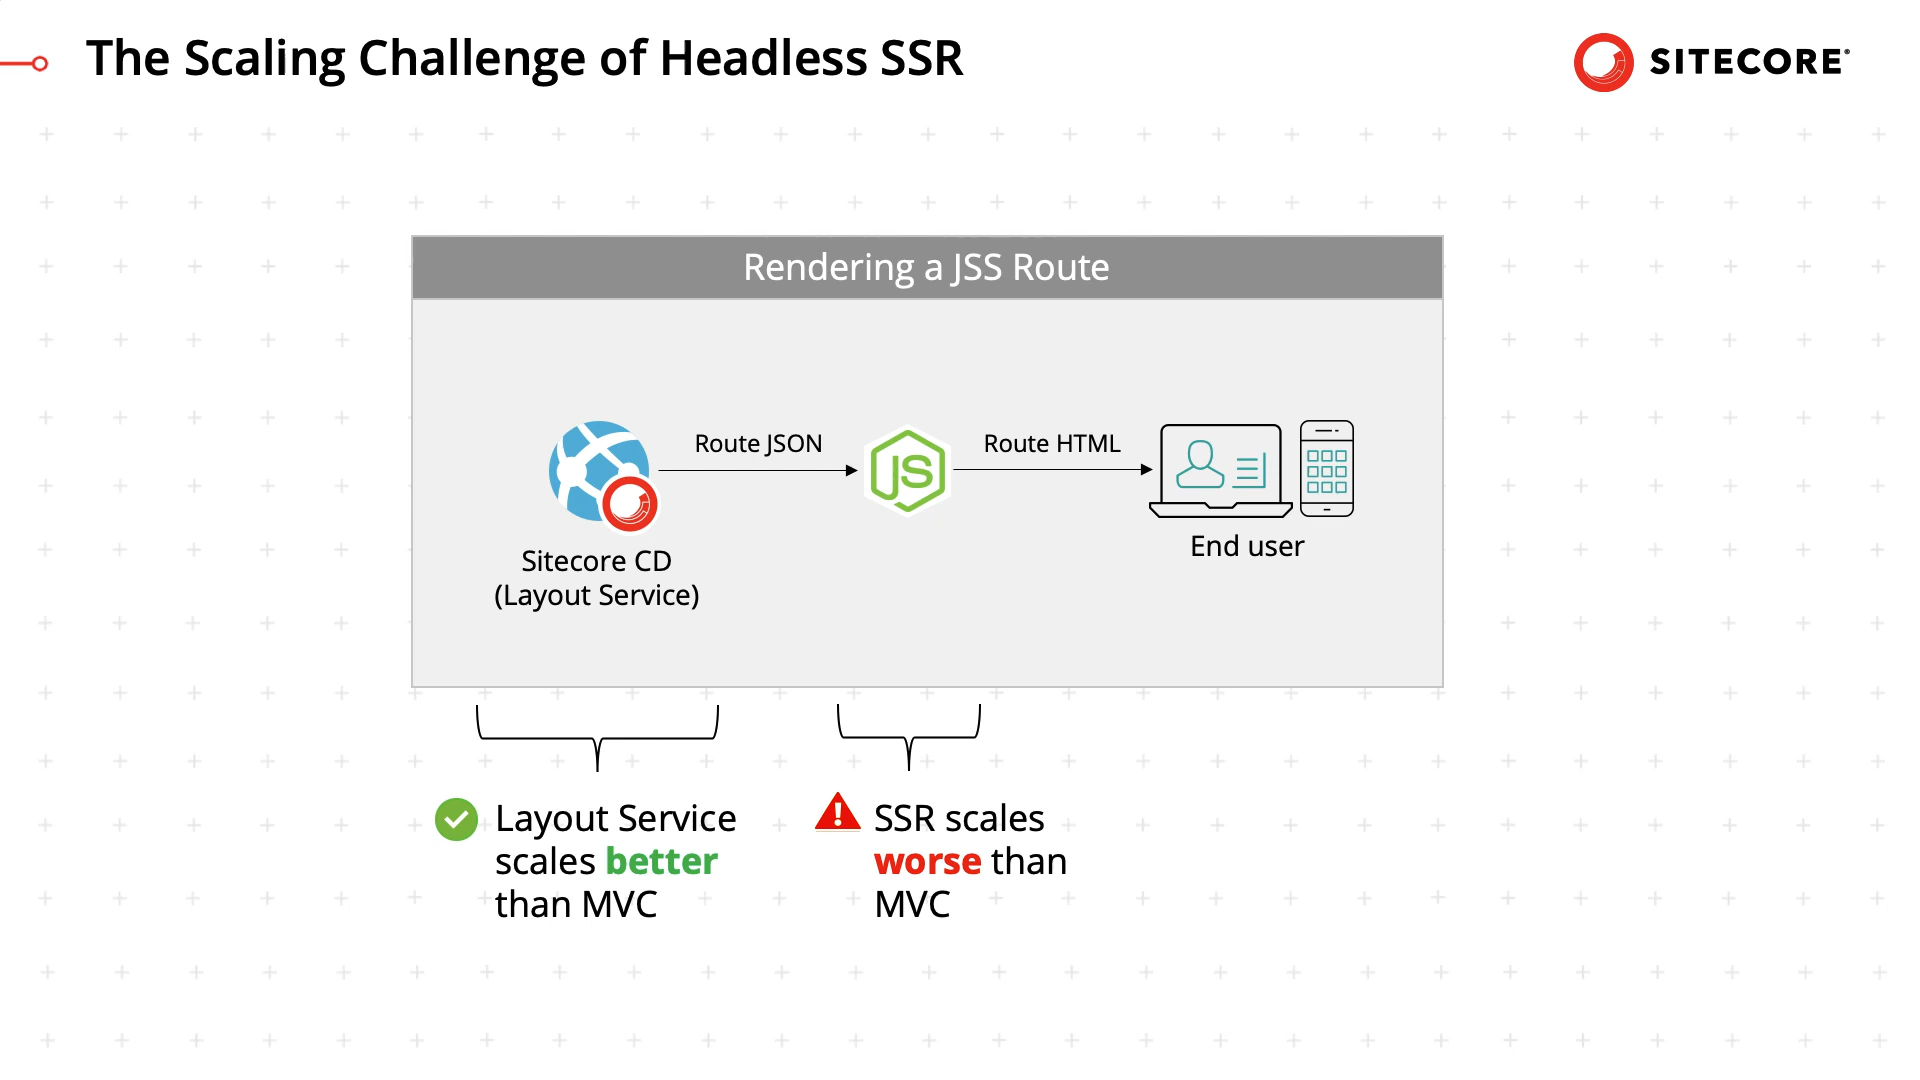 The Scaling Challenge of Headless SSR
SITECORE®
Rendering a JSS Route
Route JSON
JS
Route HTML
Sitecore CD
(Layout Service)
End user
Layout Service
scales better
than MVC
SSR scales
worse than
MVC